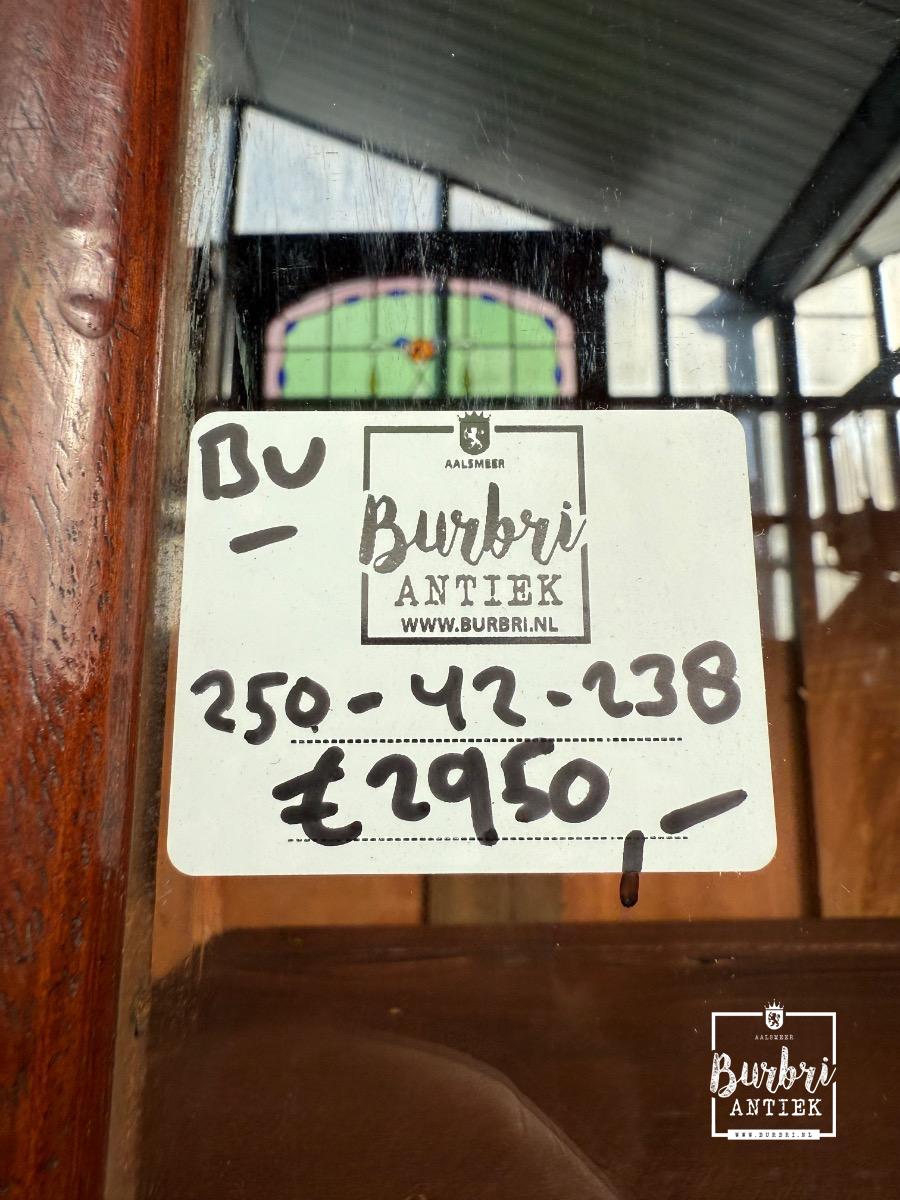 BU
—
AALSMEER
Burbri
ANTIEK
WWW.BURBRI.NL
250-42-238
€2950,-
AALSMEER
Burbri
ANTIEK
WWW.BURBRI.NL